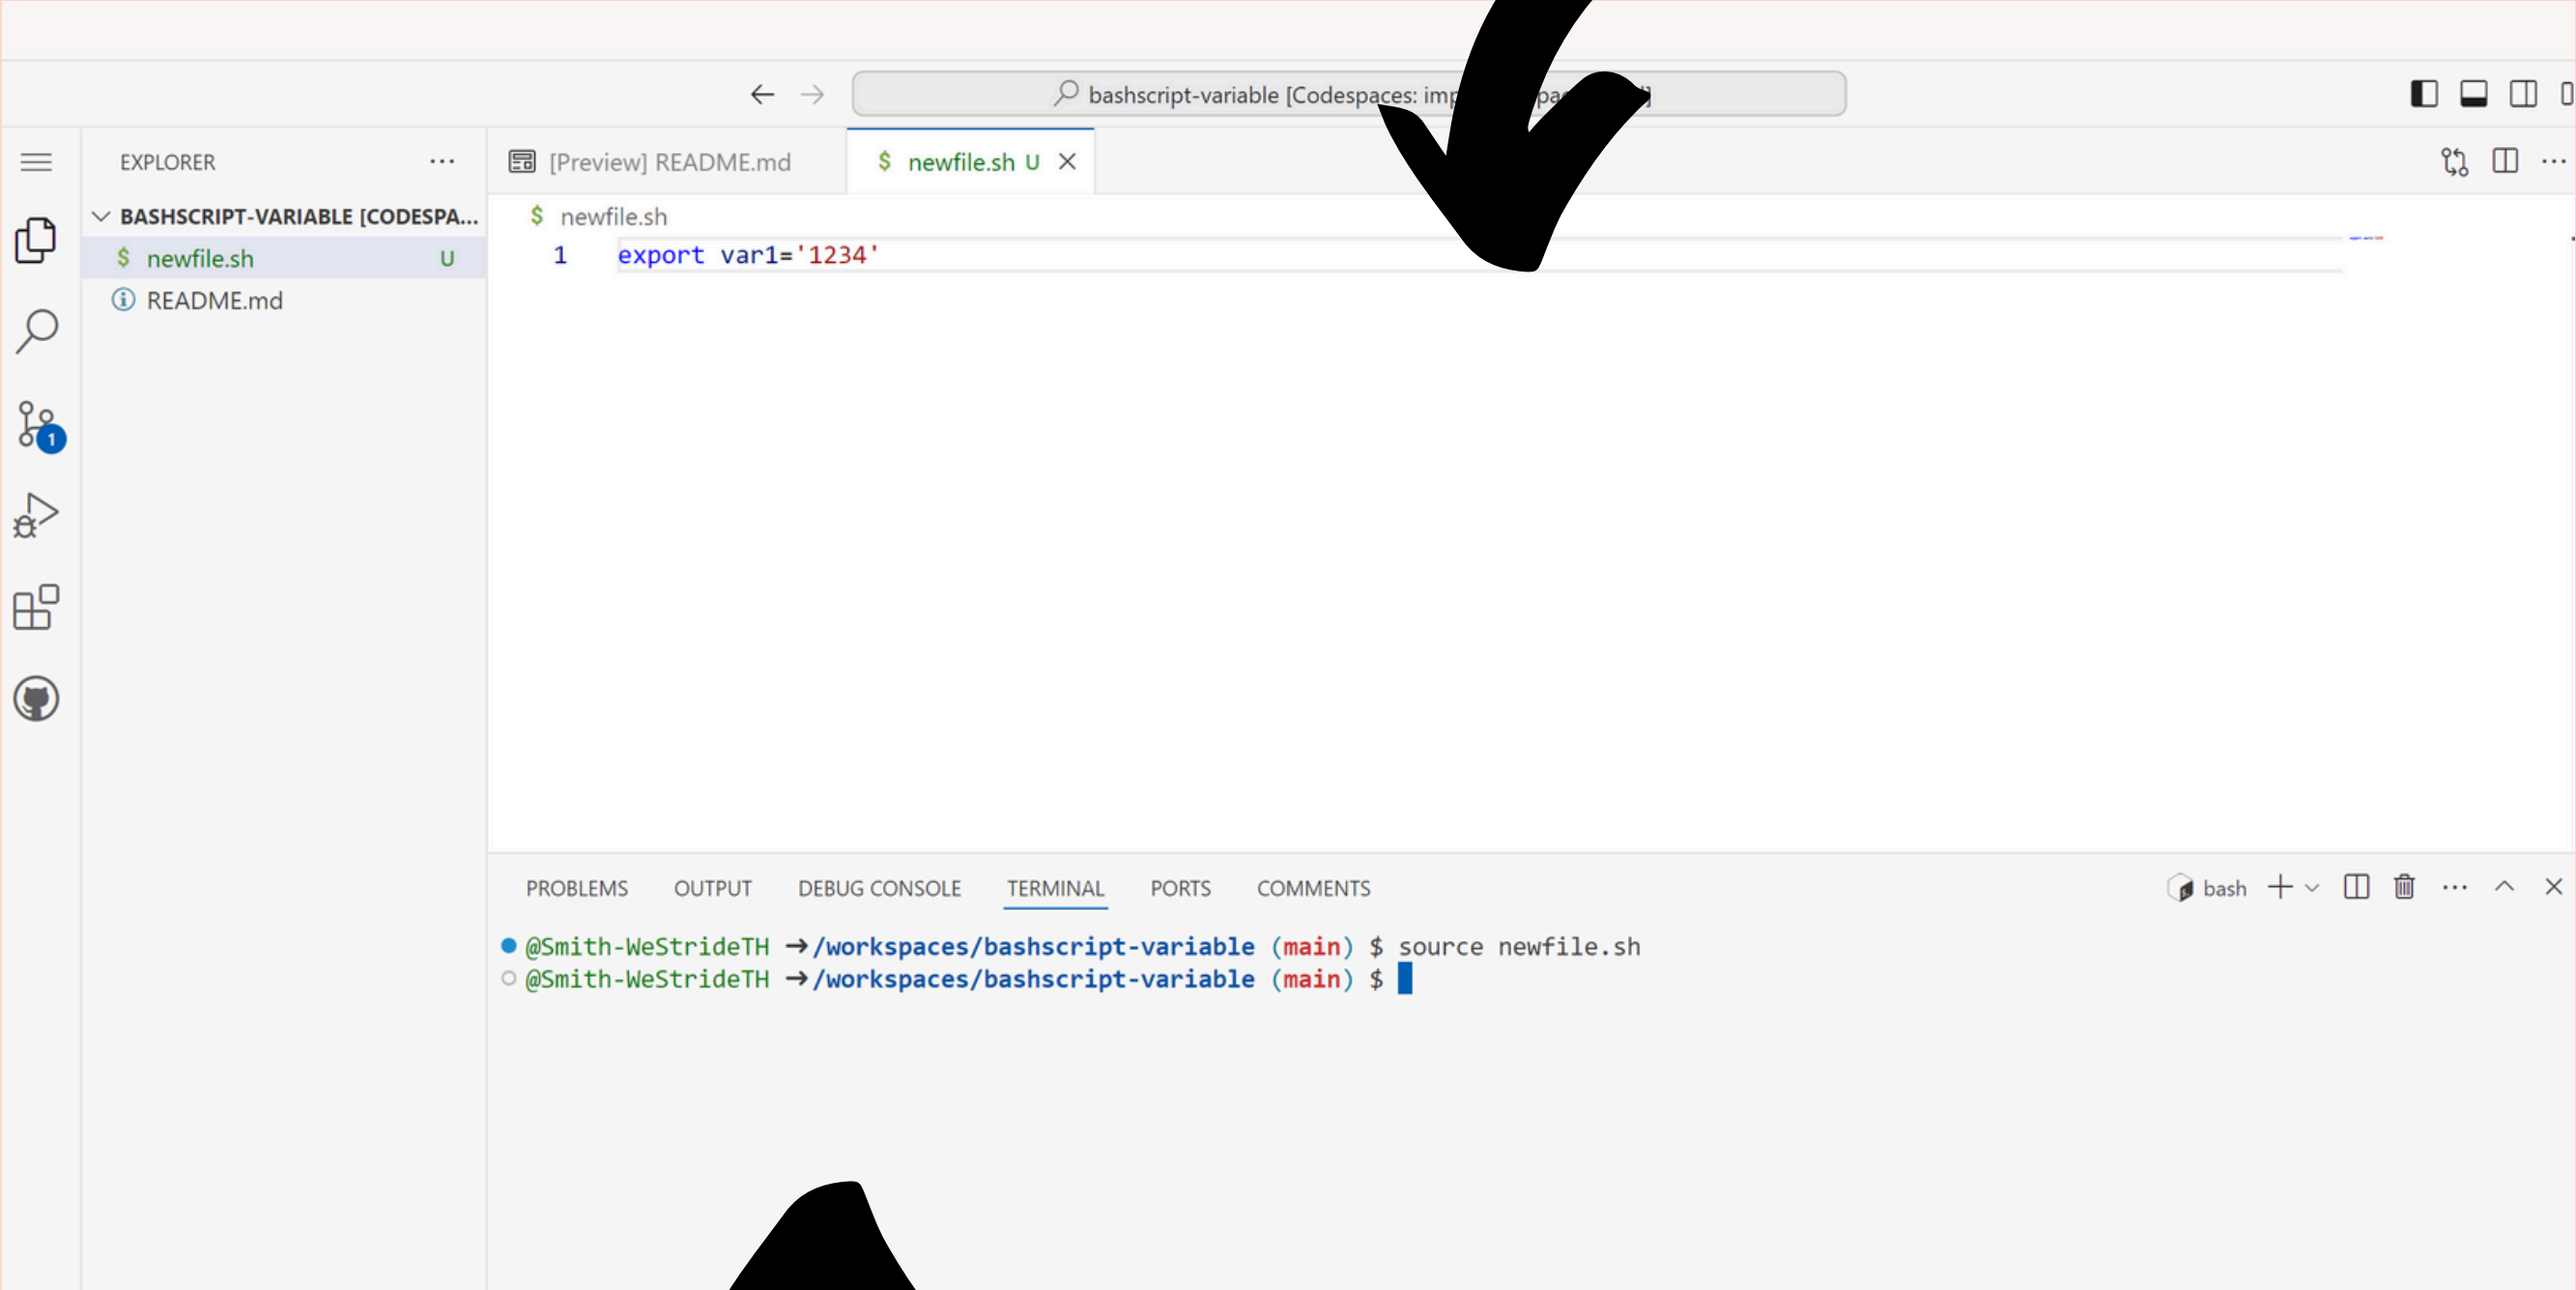 bashscript-variable [Codespaces:
EXPLORER
[Preview] README.md
newfile.sh U
BASHSCRIPT-VARIABLE [CODESPA...
newfile.sh U
README.md
$ newfile.sh
1 export var1='1234'
1
PROBLEMS OUTPUT DEBUG CONSOLE TERMINAL PORTS COMMENTS
bash
@Smith-WeStrideTH →/workspaces/bashscript-variable (main) $ source newfile.sh
@Smith-WeStrideTH →/workspaces/bashscript-variable (main) $